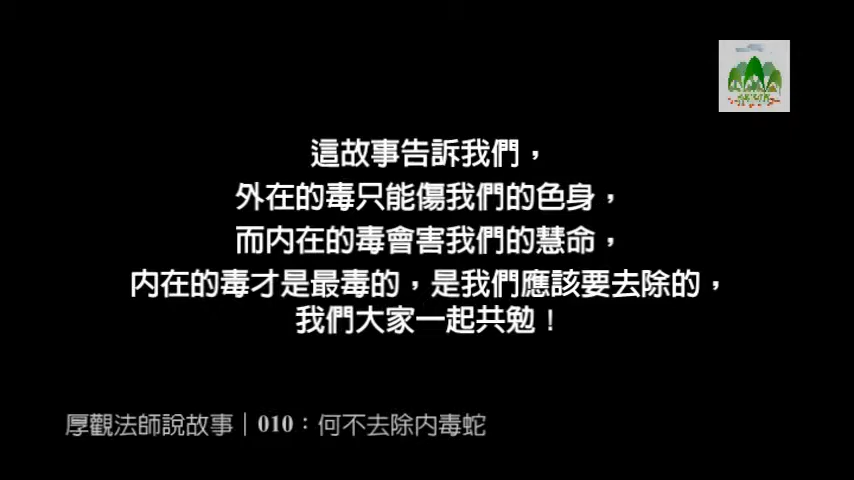 這故事告訴我們，
外在的毒只能傷我們的色身，
而內在的毒會害我們的慧命，
內在的毒才是最毒的，是我們應該要去除的，
我們大家一起共勉！
厚觀法師說故事｜010：何不去除內毒蛇